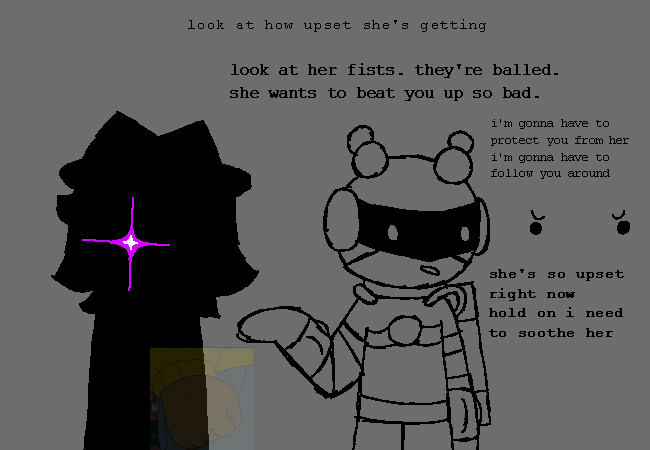 look at how upset she's getting
look at her fists. they're balled.
she wants to beat you up so bad.
i'm gonna have to
protect you from her
i'm gonna have to
follow you around
she's so upset
right now
hold on i need
to soothe her